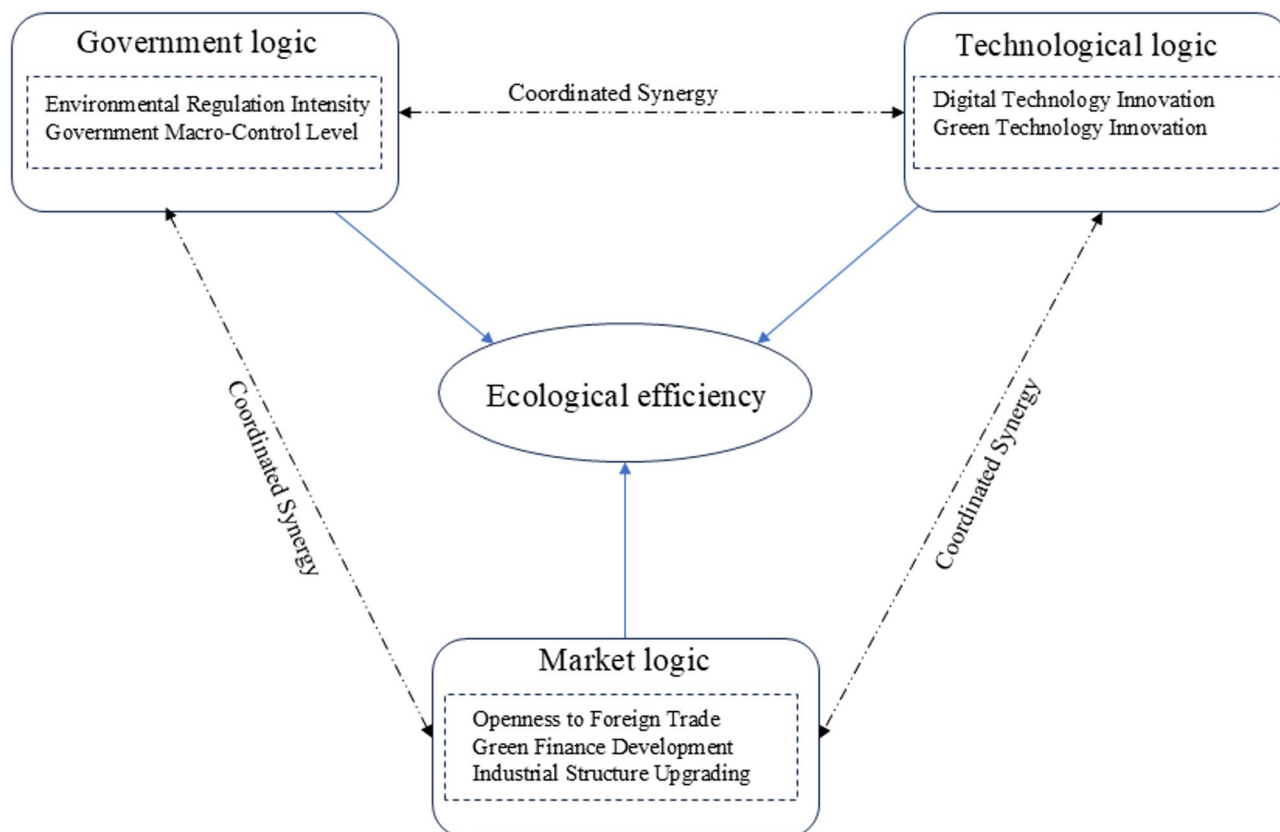 Government logic
Environmental Regulation Intensity
Government Macro-Control Level
Coordinated Synergy
Technological logic
Digital Technology Innovation
Green Technology Innovation
Ecological efficiency
Coordinated Synergy
Coordinated Synergy
Market logic
Openness to Foreign Trade
Green Finance Development
Industrial Structure Upgrading